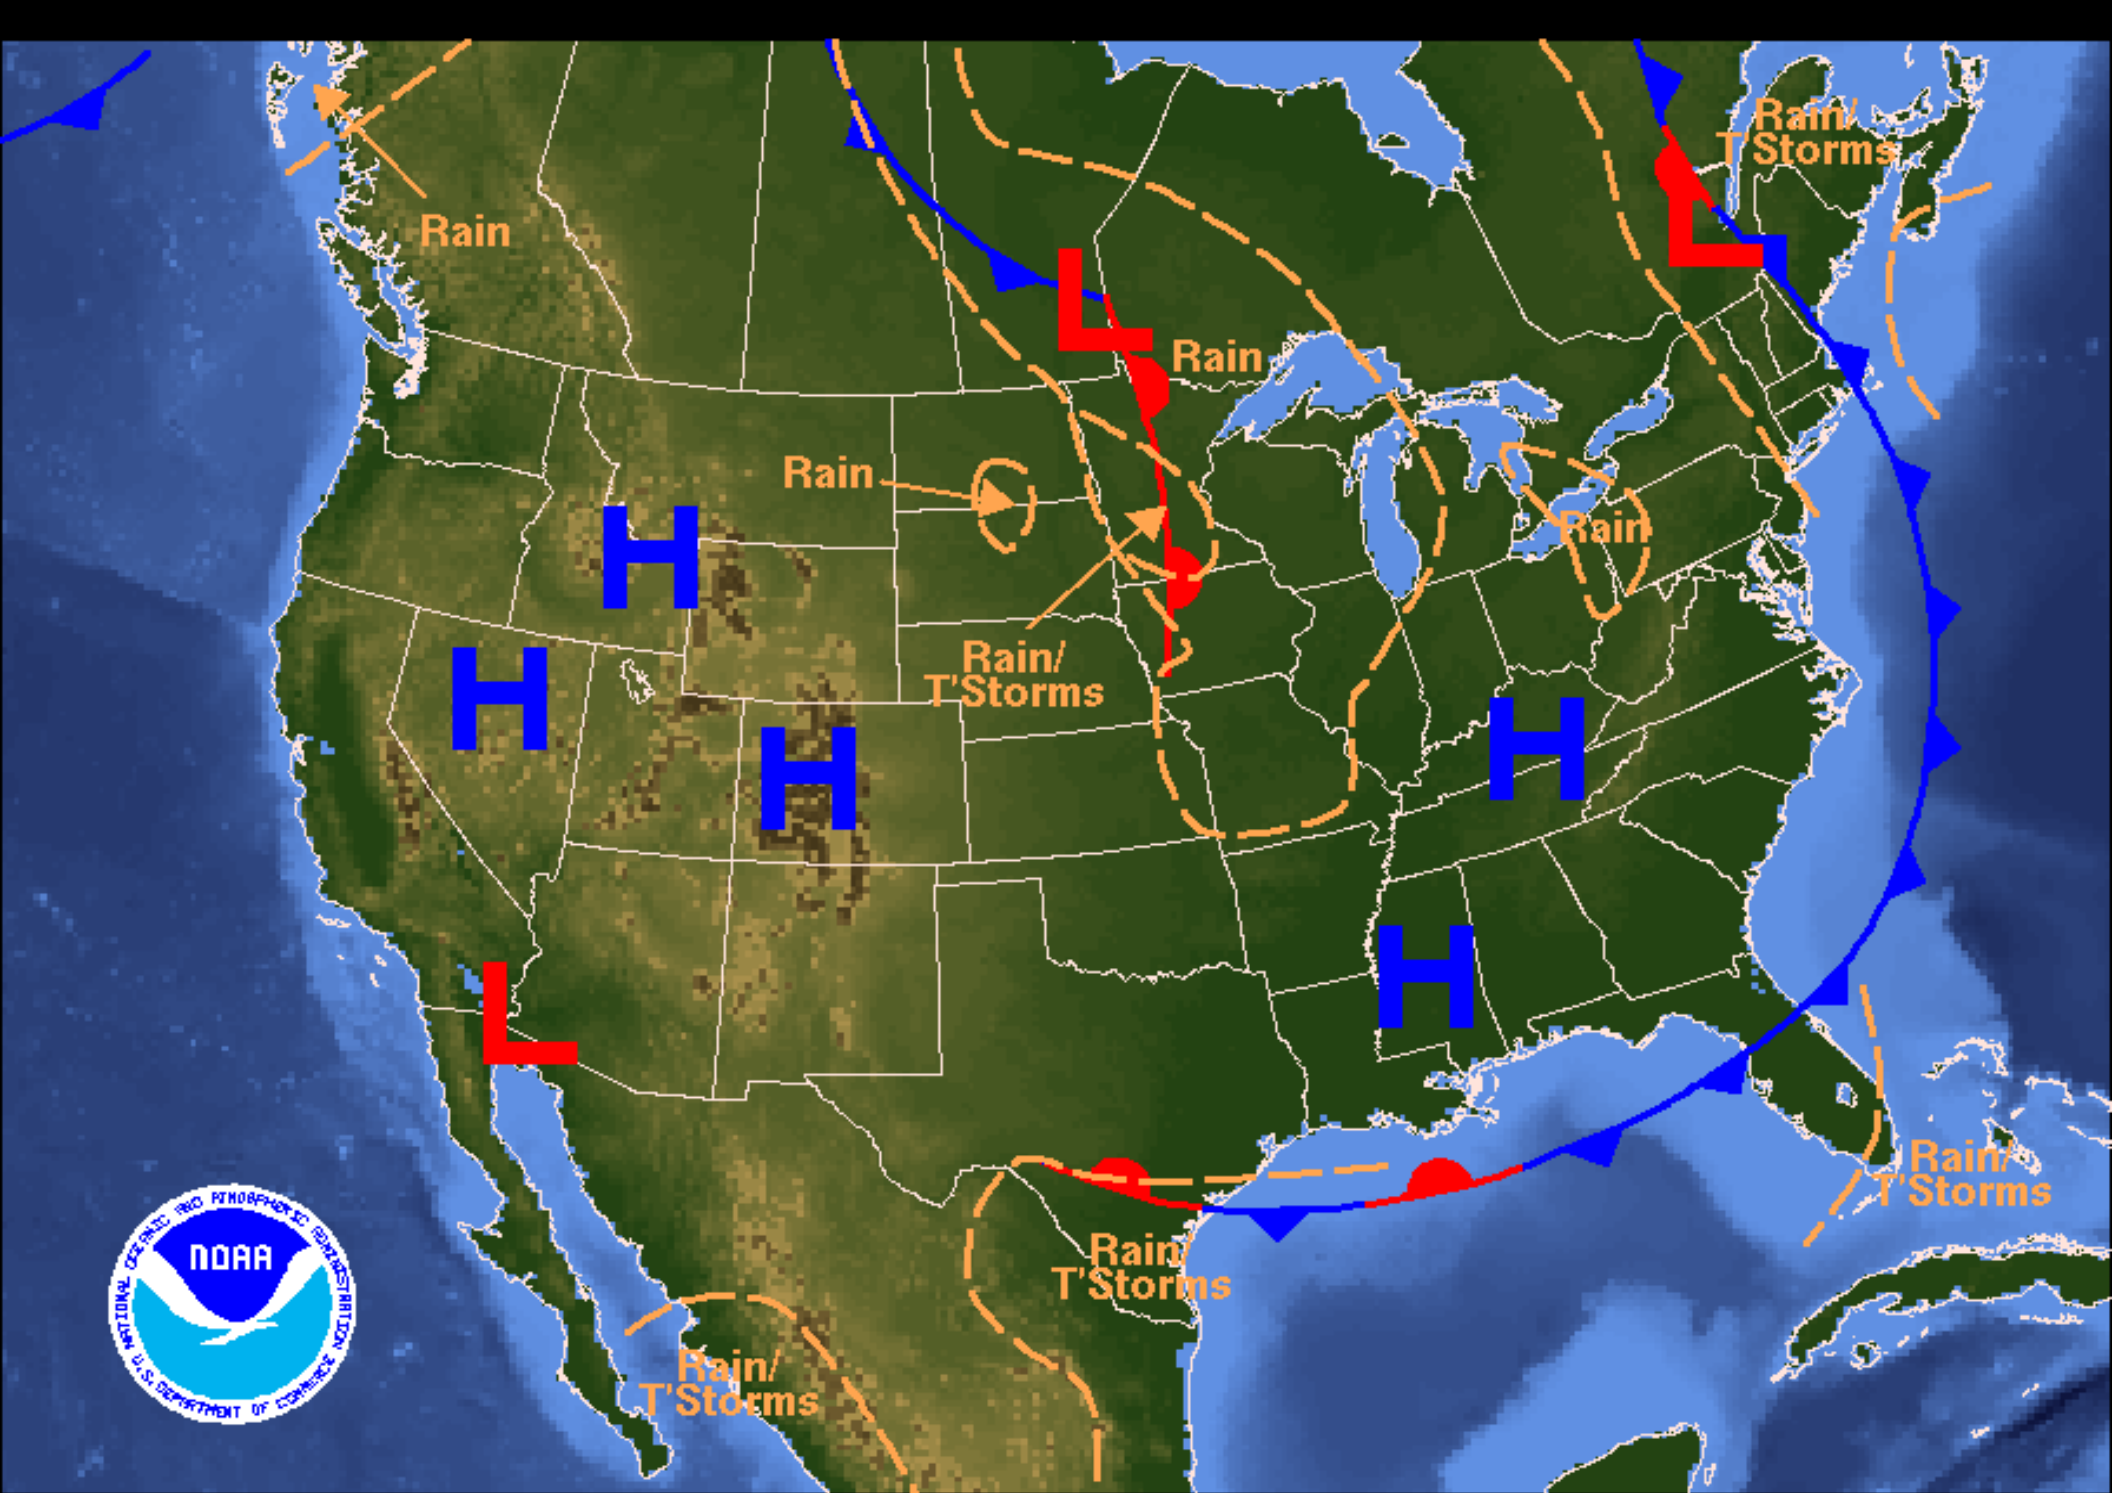 Rain/
T'Storms
Rain
L
L
Rain
Rain
H
Rain
Rain/
T'Storms
H
H
H
H
L
Rain/
T'Storms
Rain/
T'Storms
Rain/
T'Storms
NOAA
NATIONAL OCEANIC AND ATMOSPHERIC ADMINISTRATION
U.S. DEPARTMENT OF COMMERCE